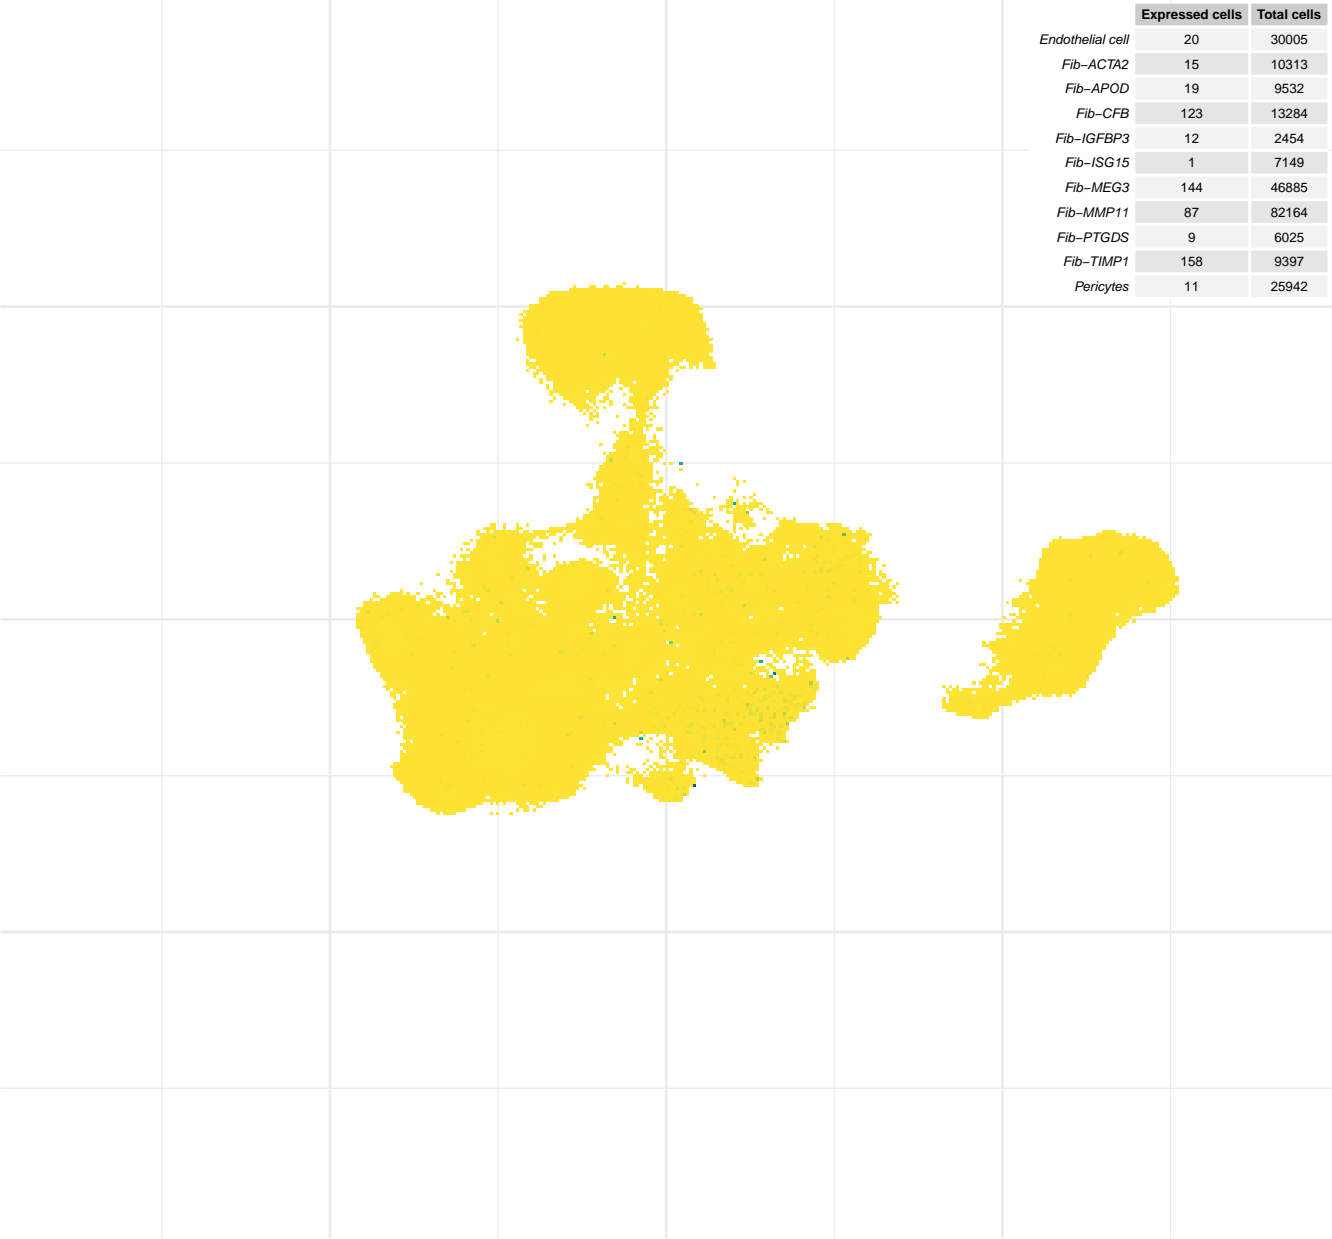 Expressed cells Total cells
Endothelial cell 20 30005
Fib−ACTA2 15 10313
Fib−APOD 19 9532
Fib−CFB 123 13284
Fib−IGFBP3 12 2454
Fib−ISG15 1 7149
Fib−MEG3 144 46885
Fib−MMP11 87 82164
Fib−PTGDS 9 6025
Fib−TIMP1 158 9397
Pericytes 11 25942